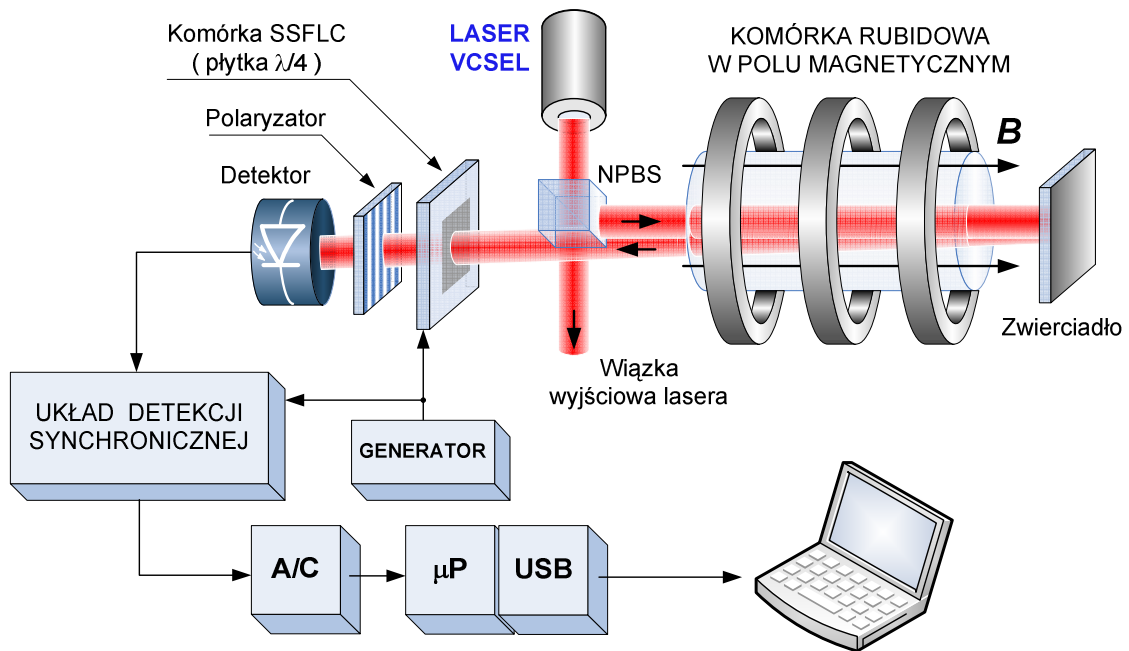 Komórka SSFLC
( płytka λ/4 )
LASER
VCSEL
KOMÓRKA RUBIDOWA
W POLU MAGNETYCZNYM
Polaryzator
Detektor
NPBS
B
Zwierciadło
Wiązka
wyjściowa lasera
UKŁAD DETEKCJI
SYNCHRONICZNEJ
GENERATOR
A/C
μP
USB